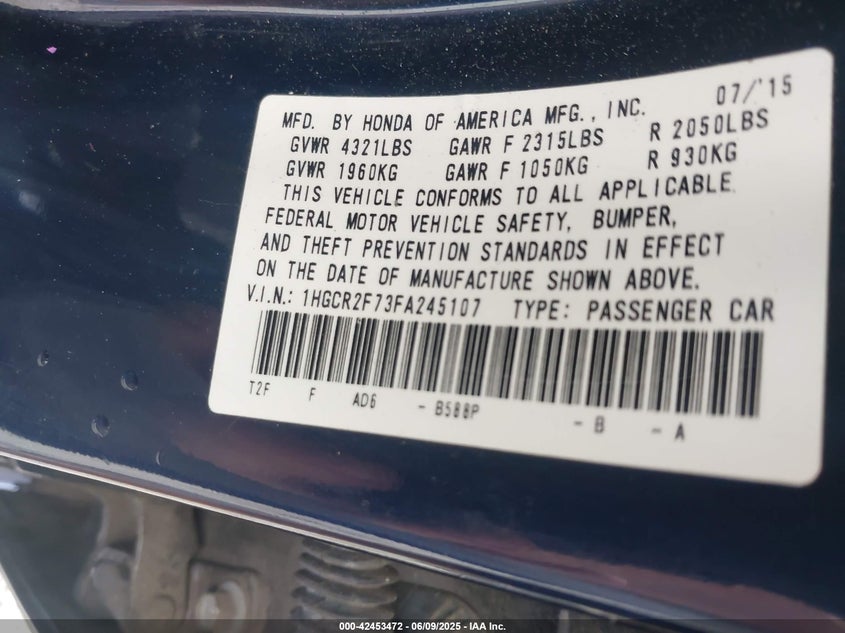 MFD. BY HONDA OF AMERICA MFG., INC. 07/'15
GVWR 4321LBS GAWR F 2315LBS R 2050LBS
GVWR 1960KG GAWR F 1050KG R 930KG
THIS VEHICLE CONFORMS TO ALL APPLICABLE
FEDERAL MOTOR VEHICLE SAFETY, BUMPER,
AND THEFT PREVENTION STANDARDS IN EFFECT
ON THE DATE OF MANUFACTURE SHOWN ABOVE.
V.I.N.: 1HGCR2F73FA245107 TYPE: PASSENGER CAR
T2F F AD6 - B588P - B - A
000-42453472 | 06/09/2025 - IAA Inc.